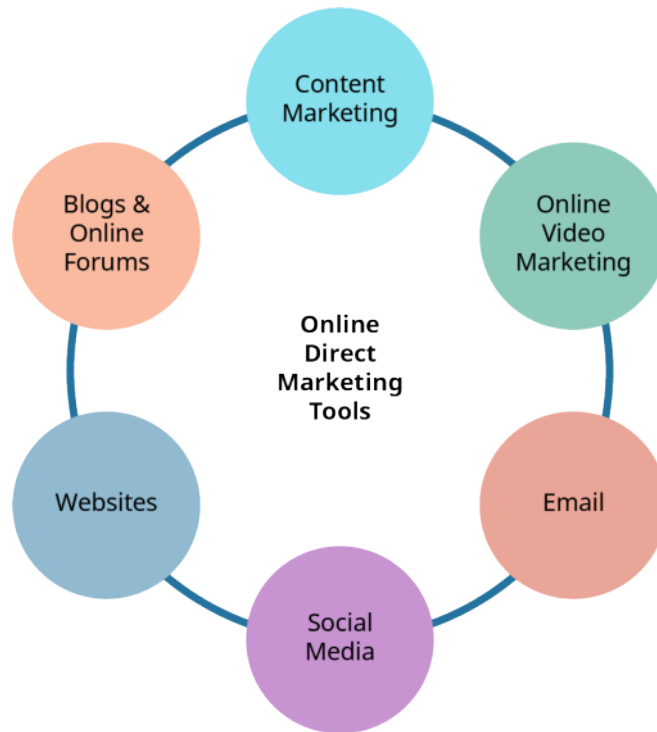 Content
Marketing
Online
Video
Marketing
Email
Social
Media
Websites
Blogs &
Online
Forums
Online
Direct
Marketing
Tools